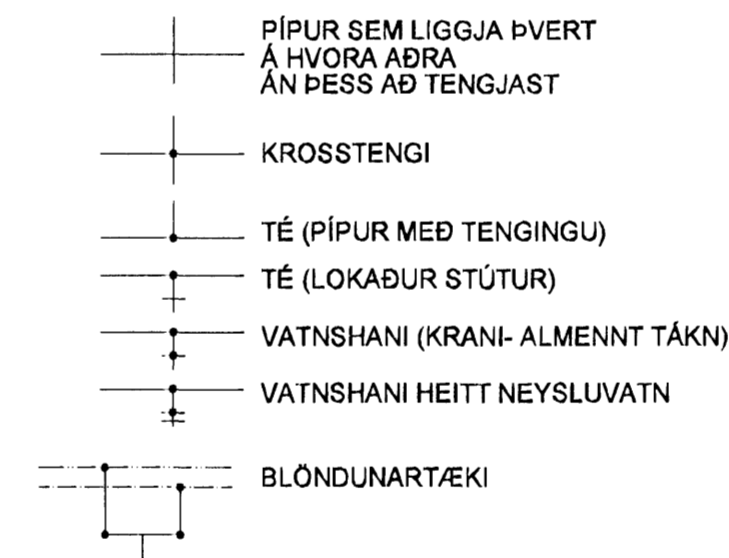 PÍPUR SEM LIGGJA ÞVERT
Á HVORA AÐRA
ÁN ÞESS AÐ TENGJAST
KROSSTENGI
TÉ (PÍPUR MEÐ TENGINGU)
TÉ (LOKAÐUR STÚTUR)
VATNSHANI (KRANI- ALMENNT TÁKN)
VATNSHANI HEITT NEYSLUVATN
BLÖNDUNARTÆKI